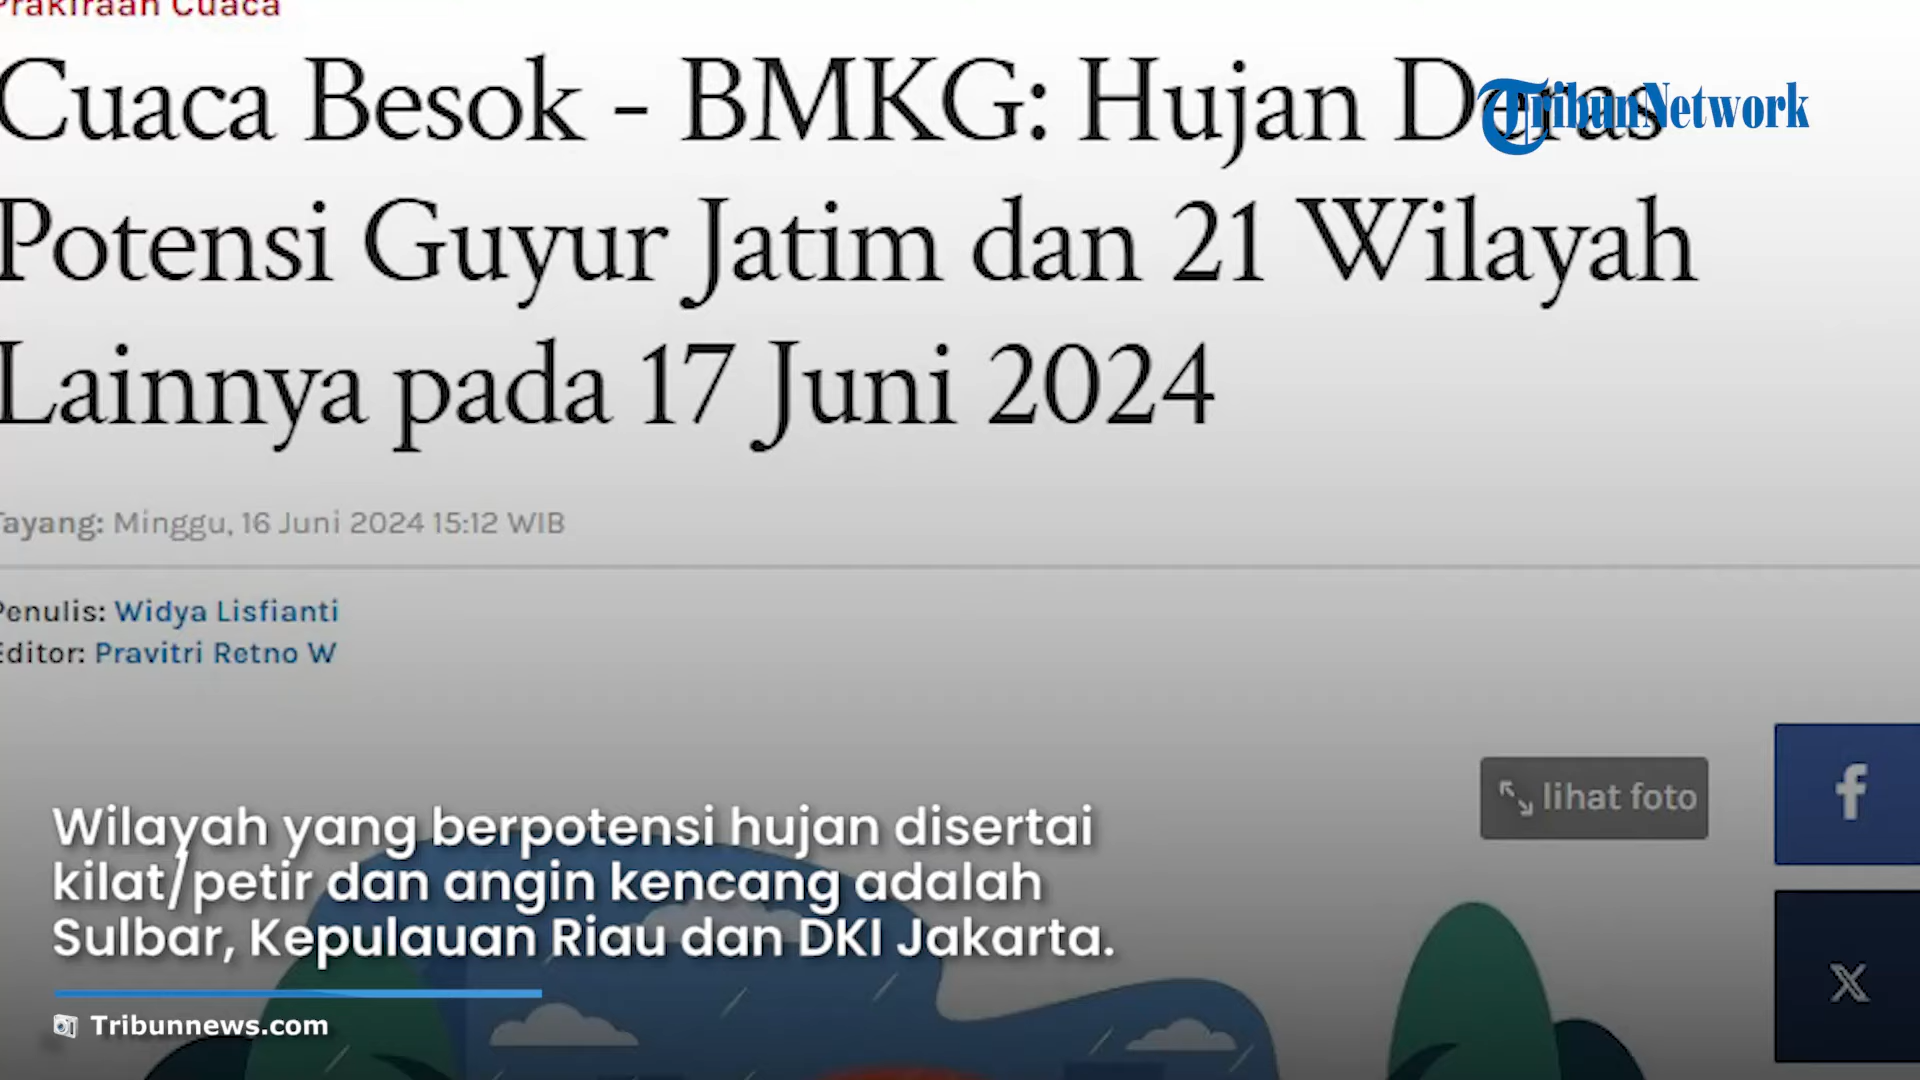 Prakiraan Cuaca
TribunNetwork
Cuaca Besok - BMKG: Hujan Deras
Potensi Guyur Jatim dan 21 Wilayah
Lainnya pada 17 Juni 2024
Tayang: Minggu, 16 Juni 2024 15:12 WIB
Penulis: Widya Lisfianti
Editor: Pravitri Retno W
lihat foto
Wilayah yang berpotensi hujan disertai
kilat/petir dan angin kencang adalah
Sulbar, Kepulauan Riau dan DKI Jakarta.
Tribunnews.com